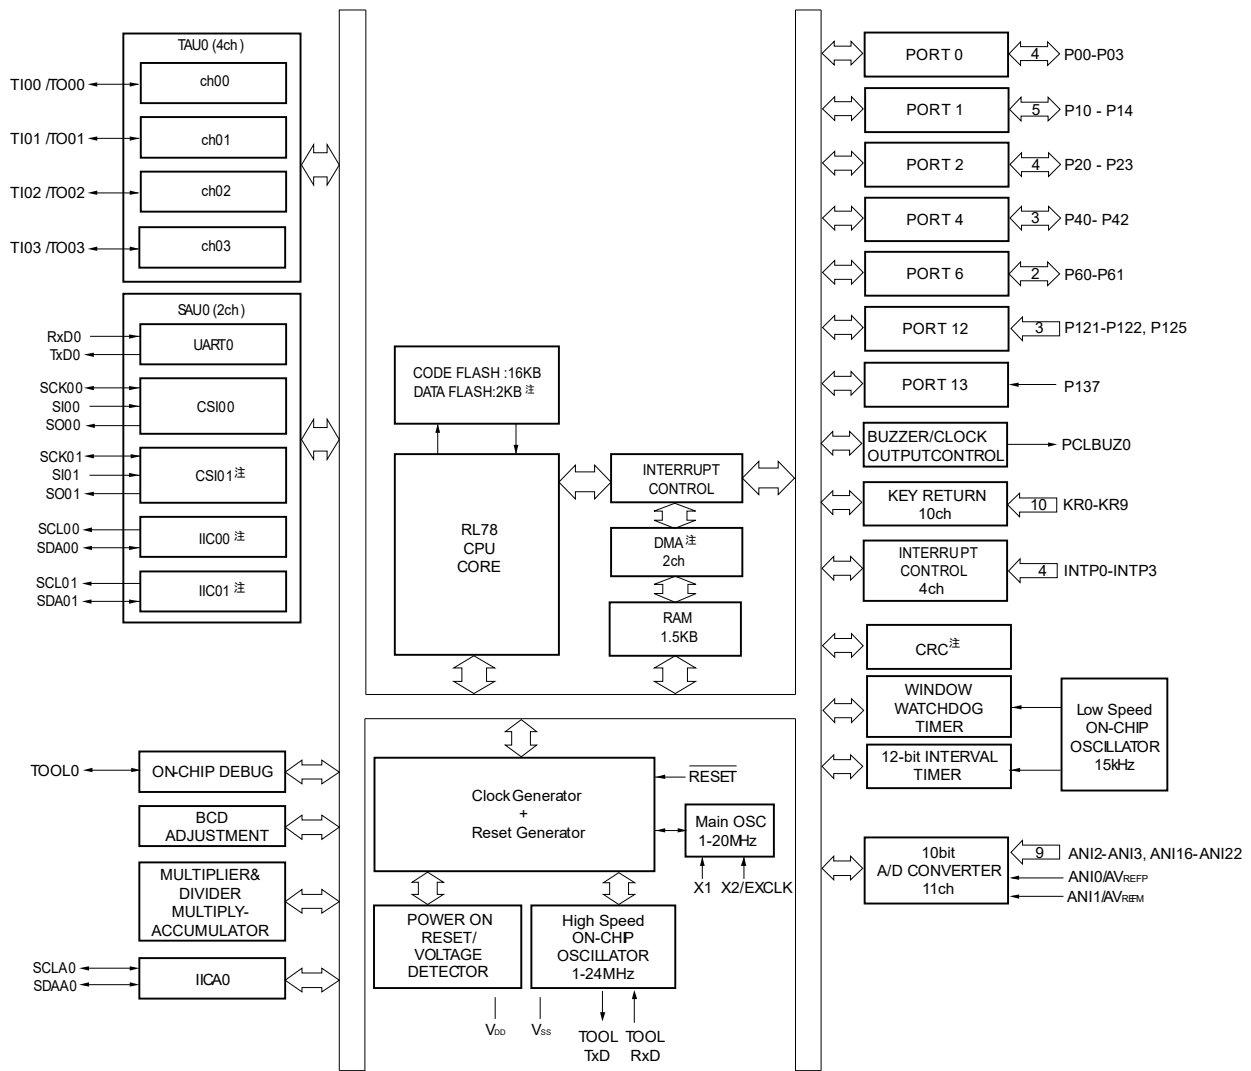 TAU0 (4ch)
TI00 /TO00
ch00
TI01 /TO01
ch01
TI02 /TO02
ch02
TI03 /TO03
ch03
SAU0 (2ch)
RxD0
TxD0
UART0
SCK00
SI00
SO00
CSI00
SCK01
SI01
SO01
CSI01注
SCL00
SDA00
IIC00 注
SCL01
SDA01
IIC01 注
TOOL0
ON-CHIP DEBUG
BCD
ADJUSTMENT
MULTIPLIER&
DIVIDER
MULTIPLY-
ACCUMULATOR
SCLA0
SDAA0
IICA0
CODE FLASH :16KB
DATA FLASH:2KB 注
RL78
CPU
CORE
INTERRUPT
CONTROL
DMA 注
2ch
RAM
1.5KB
Clock Generator
+
Reset Generator
RESET
Main OSC
1-20MHz
X1
X2/EXCLK
POWER ON
RESET/
VOLTAGE
DETECTOR
High Speed
ON-CHIP
OSCILLATOR
1-24MHz
VDD
VSS
TOOL
TxD
TOOL
RxD
PORT 0
4
P00-P03
PORT 1
5
P10 - P14
PORT 2
4
P20 - P23
PORT 4
3
P40- P42
PORT 6
2
P60-P61
PORT 12
3
P121-P122, P125
PORT 13
P137
BUZZER/CLOCK
OUTPUTCONTROL
PCLBUZ0
KEY RETURN
10ch
10
KR0-KR9
INTERRUPT
CONTROL
4ch
4
INTP0-INTP3
CRC注
WINDOW
WATCHDOG
TIMER
12-bit INTERVAL
TIMER
Low Speed
ON-CHIP
OSCILLATOR
15kHz
10bit
A/D CONVERTER
11ch
9
ANI2-ANI3, ANI16-ANI22
ANI0/AVREFP
ANI1/AVREFM